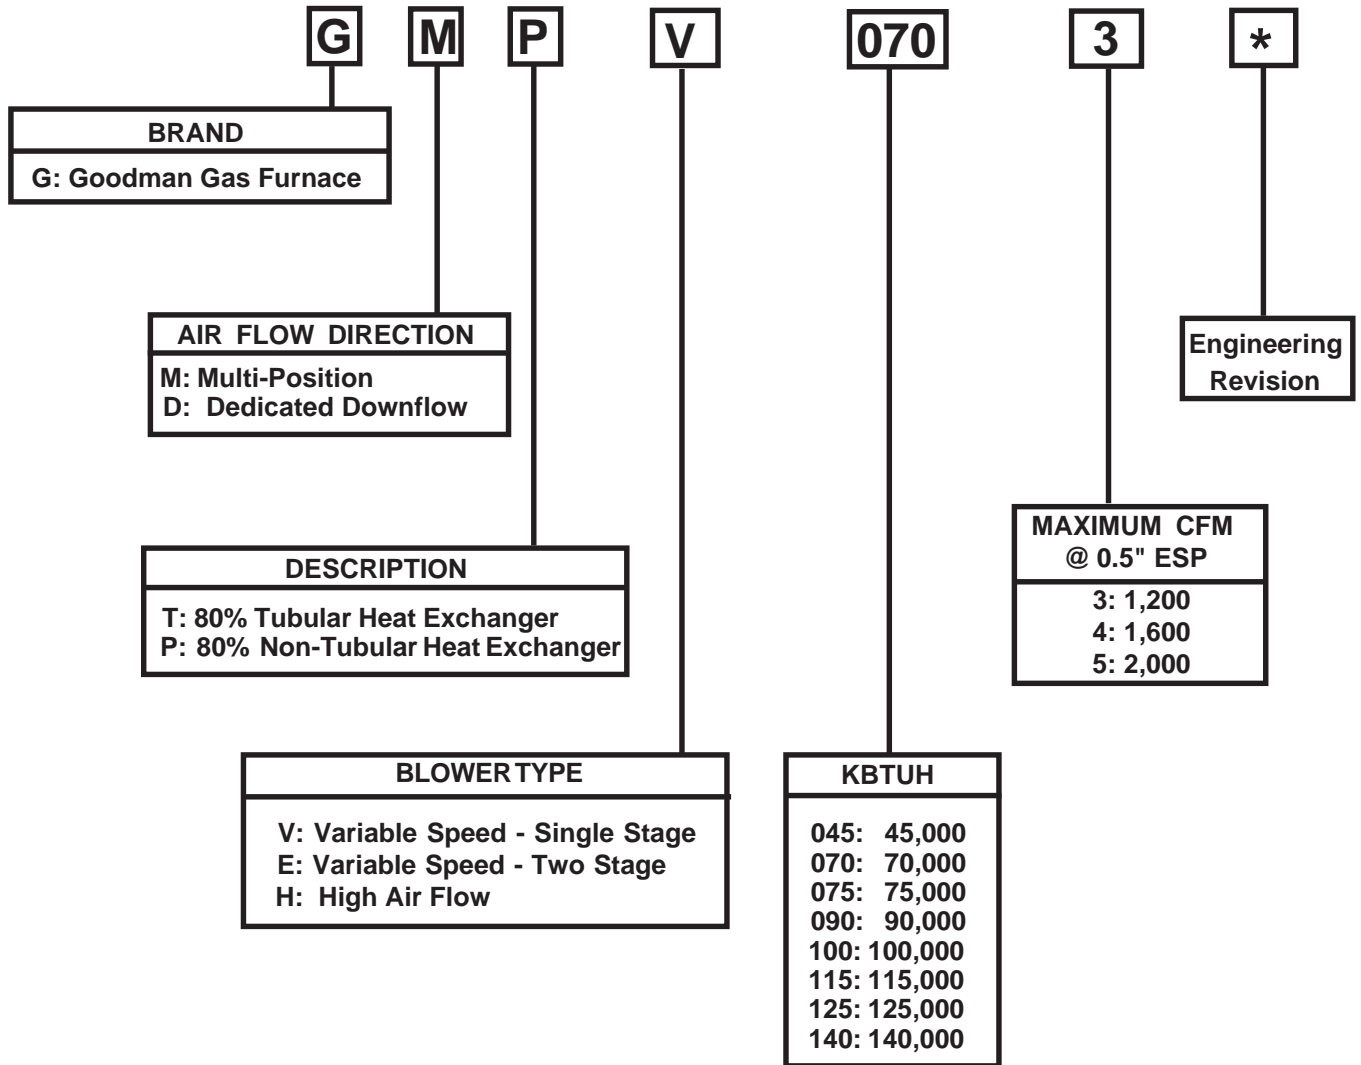 G M P V 070 3 *
BRAND
G: Goodman Gas Furnace
AIR FLOW DIRECTION
M: Multi-Position
D: Dedicated Downflow
Engineering
Revision
MAXIMUM CFM
@ 0.5" ESP
3: 1,200
4: 1,600
5: 2,000
DESCRIPTION
T: 80% Tubular Heat Exchanger
P: 80% Non-Tubular Heat Exchanger
BLOWER TYPE
V: Variable Speed - Single Stage
E: Variable Speed - Two Stage
H: High Air Flow
KBTUH
045: 45,000
070: 70,000
075: 75,000
090: 90,000
100: 100,000
115: 115,000
125: 125,000
140: 140,000